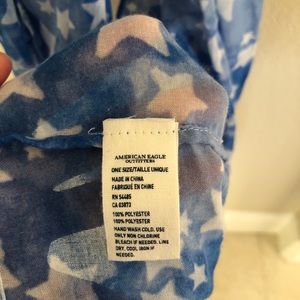 AMERICAN EAGLE
OUTFITTERS
ONE SIZE/TAILLE UNIQUE
MADE IN CHINA
FABRIQUÉ EN CHINE
RN 54485
CA 03873
100% POLYESTER
100% POLYESTER
HAND WASH COLD. USE
ONLY NON CHLORINE
BLEACH IF NEEDED. LINE
DRY. COOL IRON IF
NEEDED.